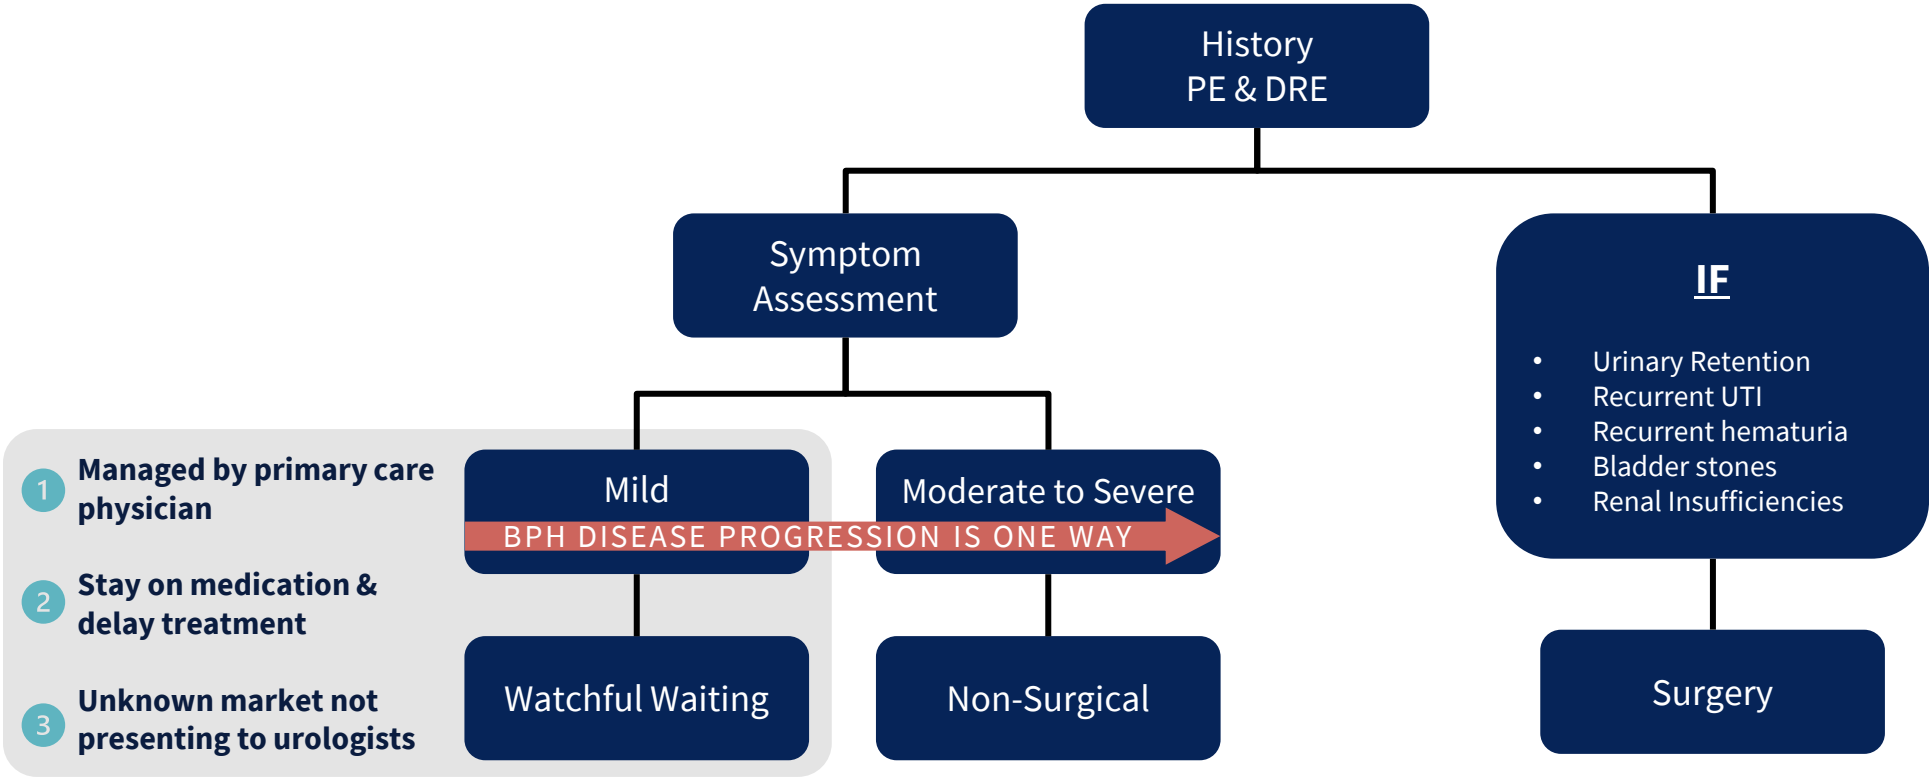 History
PE & DRE
Symptom
Assessment
IF
• Urinary Retention
• Recurrent UTI
• Recurrent hematuria
• Bladder stones
• Renal Insufficiencies
1 Managed by primary care
physician
Mild
Moderate to Severe
BPH DISEASE PROGRESSION IS ONE WAY
2 Stay on medication &
delay treatment
3 Unknown market not
presenting to urologists
Watchful Waiting
Non-Surgical
Surgery